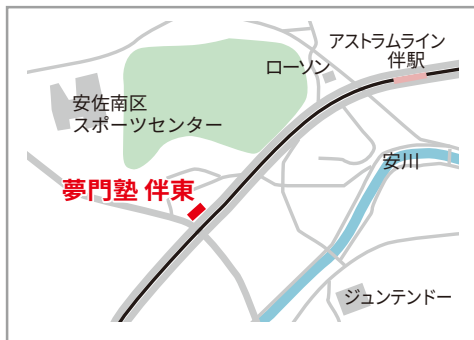 アストラムライン
伴駅
ローソン
安佐南区
スポーツセンター
安川
夢門塾 伴東
ジュンテンドー